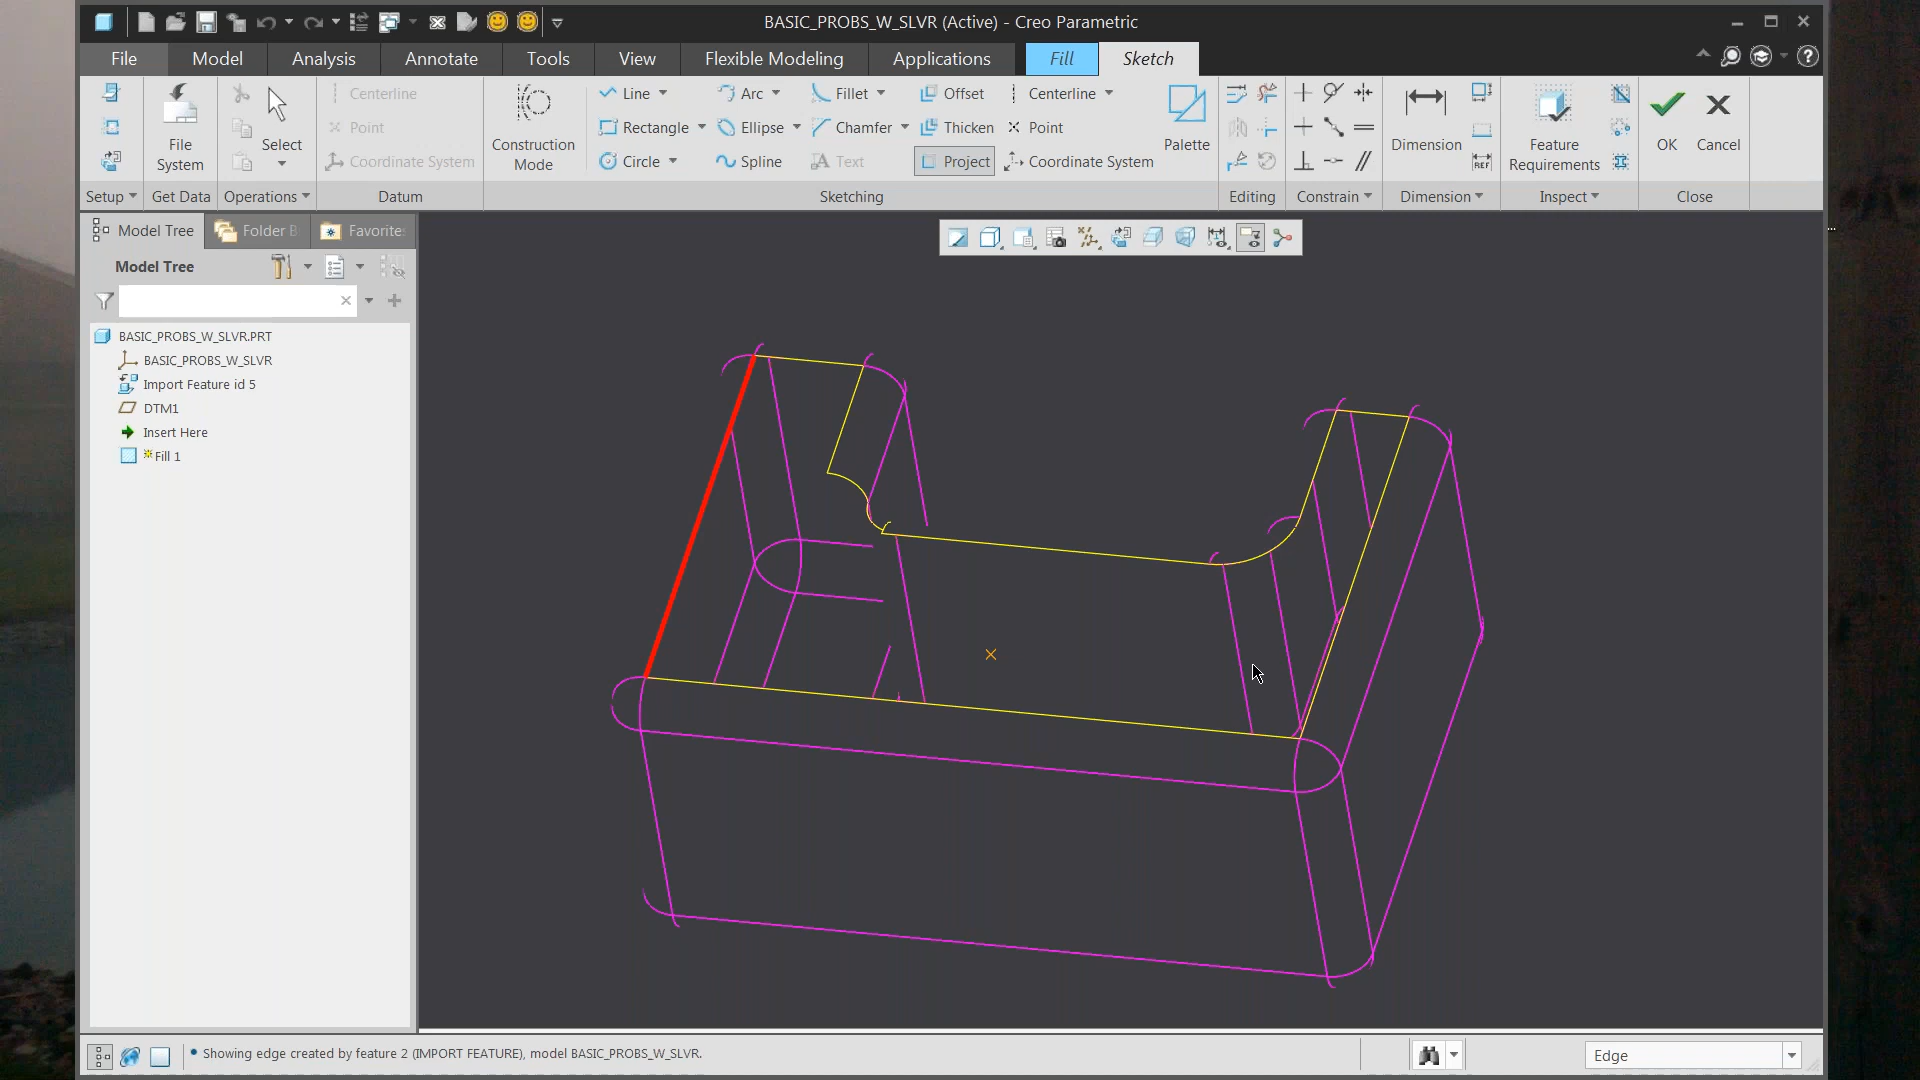 BASIC_PROBS_W_SLVR (Active) - Creo Parametric
File Model Analysis Annotate Tools View Flexible Modeling Applications Fill Sketch
Centerline Line Arc Fillet Offset Centerline
Point Rectangle Ellipse Chamfer Thicken Point
Coordinate System Circle Spline Text Project Coordinate System
File System Select Construction Mode Palette Dimension REF Feature Requirements OK Cancel
Setup Get Data Operations Datum Sketching Editing Constrain Dimension Inspect Close
Model Tree Folder B Favorite
Model Tree
BASIC_PROBS_W_SLVR.PRT
BASIC_PROBS_W_SLVR
Import Feature id 5
DTM1
Insert Here
Fill 1
Showing edge created by feature 2 (IMPORT FEATURE), model BASIC_PROBS_W_SLVR.
Edge